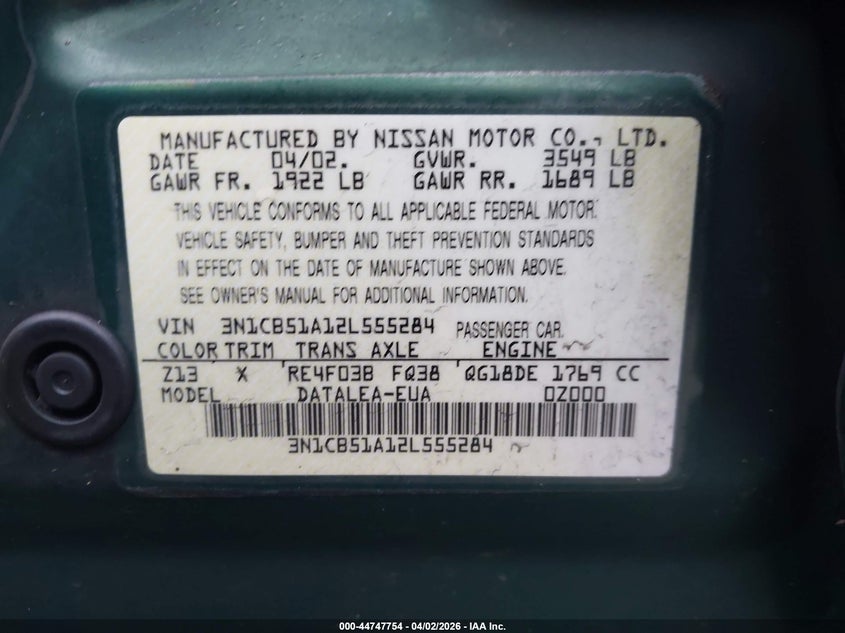 MANUFACTURED BY NISSAN MOTOR CO., LTD.
DATE 04/02. GVWR. 3549 LB
GAWR FR. 1922 LB GAWR RR. 1689 LB
THIS VEHICLE CONFORMS TO ALL APPLICABLE FEDERAL MOTOR
VEHICLE SAFETY, BUMPER AND THEFT PREVENTION STANDARDS
IN EFFECT ON THE DATE OF MANUFACTURE SHOWN ABOVE.
SEE OWNER'S MANUAL FOR ADDITIONAL INFORMATION.
VIN 3N1CB51A12L555284 PASSENGER CAR
COLOR TRIM TRANS AXLE ENGINE
Z13 X RE4F03B FQ38 QG18DE 1769 CC
MODEL DATALEA-EUA 0Z000
3N1CB51A12L555284
000-44747754 - 04/02/2026 - IAA Inc.